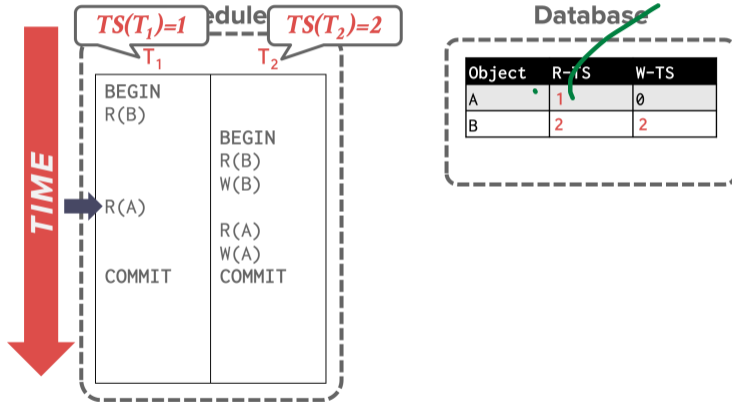 edule
Database
TS(T1)=1
TS(T2)=2
T1
T2
TIME
BEGIN
R(B)
BEGIN
R(B)
W(B)
R(A)
R(A)
W(A)
COMMIT COMMIT
Object R-TS W-TS
A 1 0
B 2 2